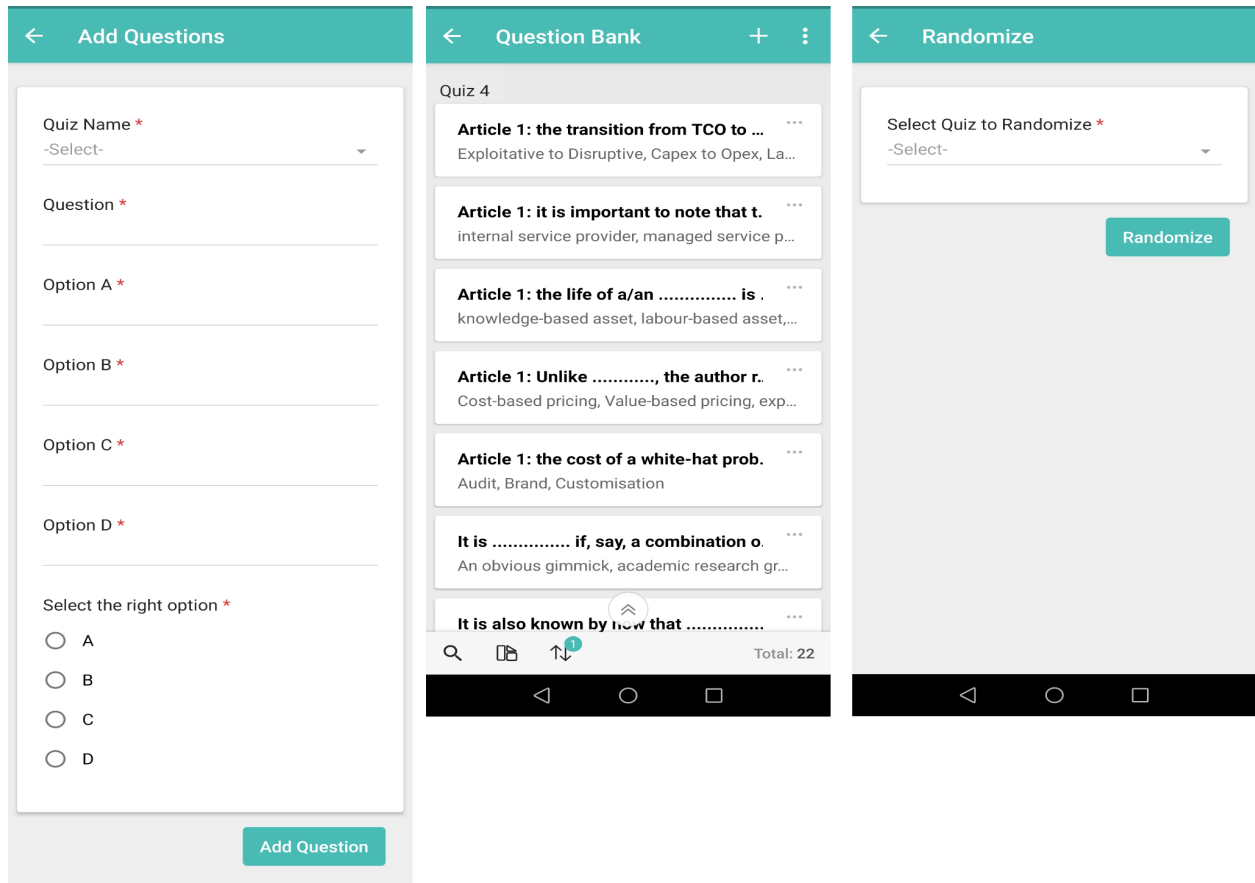 Add Questions
Quiz Name *
-Select-
Question *
Option A *
Option B *
Option C *
Option D *
Select the right option *
A
B
C
D
Add Question
Question Bank
Quiz 4
Article 1: the transition from TCO to ...
Exploitative to Disruptive, Capex to Opex, La...
Article 1: it is important to note that t.
internal service provider, managed service p...
Article 1: the life of a/an ............... is .
knowledge-based asset, labour-based asset,...
Article 1: Unlike ............, the author r..
Cost-based pricing, Value-based pricing, exp...
Article 1: the cost of a white-hat prob.
Audit, Brand, Customisation
It is ............... if, say, a combination o.
An obvious gimmick, academic research gr...
It is also known by now that ...............
1
Total: 22
Randomize
Select Quiz to Randomize *
-Select-
Randomize